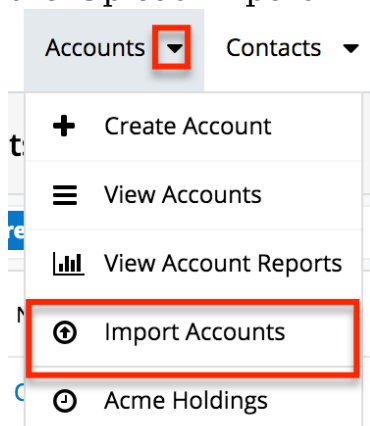 Accounts Contacts
Create Account
View Accounts
View Account Reports
Import Accounts
Acme Holdings